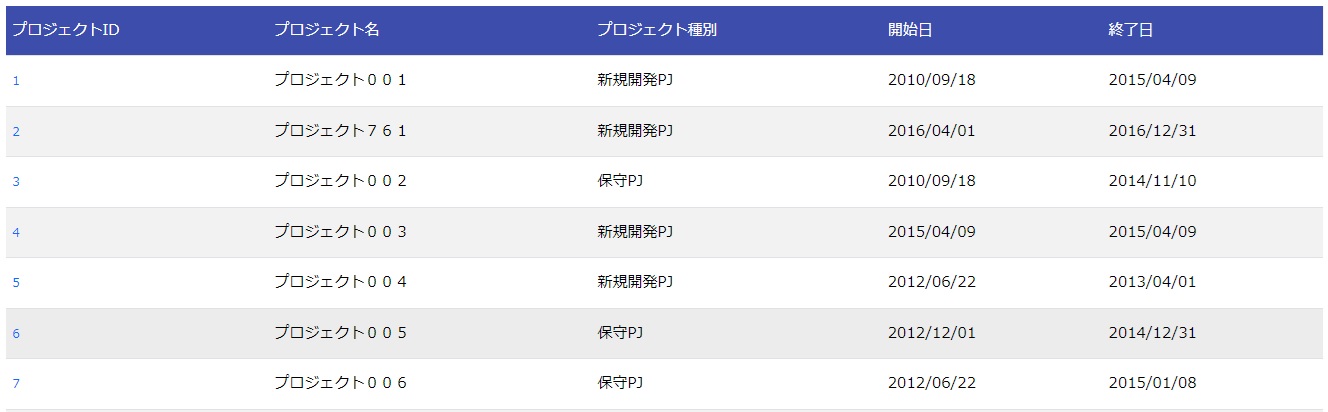 プロジェクトID プロジェクト名 プロジェクト種別 開始日 終了日
1 プロジェクト００１ 新規開発PJ 2010/09/18 2015/04/09
2 プロジェクト７６１ 新規開発PJ 2016/04/01 2016/12/31
3 プロジェクト００２ 保守PJ 2010/09/18 2014/11/10
4 プロジェクト００３ 新規開発PJ 2015/04/09 2015/04/09
5 プロジェクト００４ 新規開発PJ 2012/06/22 2013/04/01
6 プロジェクト００５ 保守PJ 2012/12/01 2014/12/31
7 プロジェクト００６ 保守PJ 2012/06/22 2015/01/08